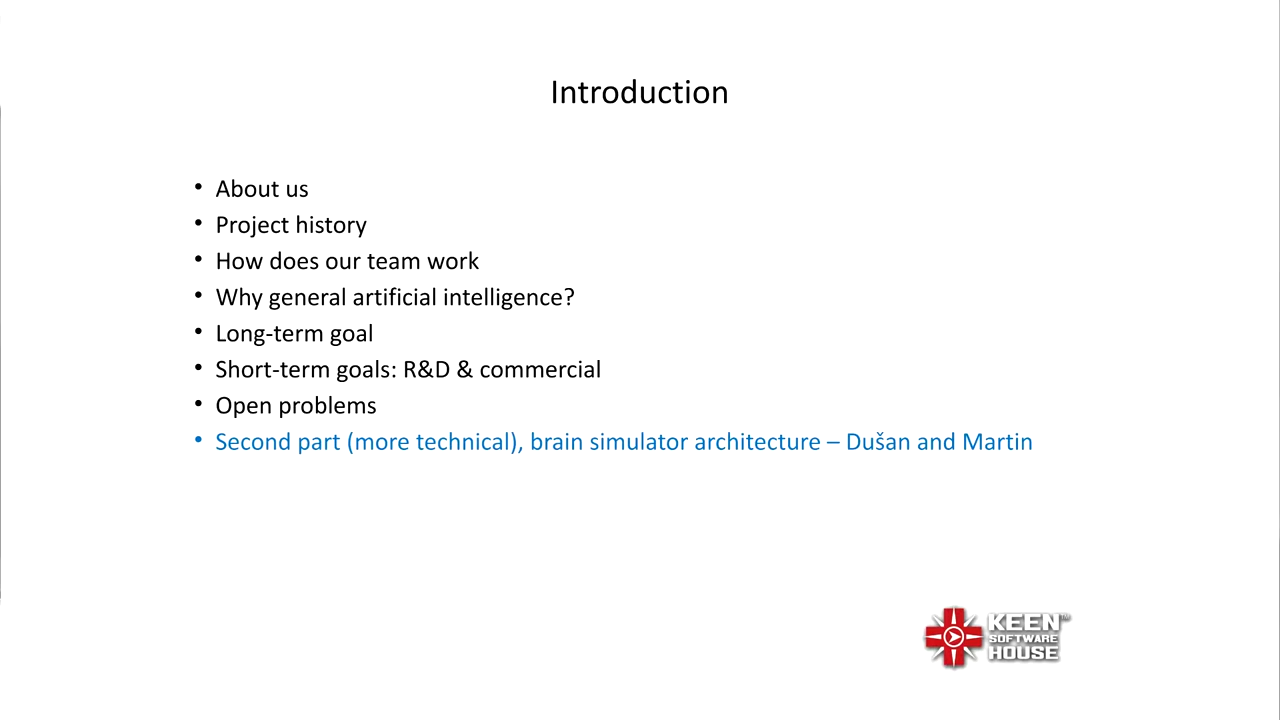 Introduction
• About us
• Project history
• How does our team work
• Why general artificial intelligence?
• Long-term goal
• Short-term goals: R&D & commercial
• Open problems
• Second part (more technical), brain simulator architecture – Dušan and Martin
KEEN™
SOFTWARE
HOUSE